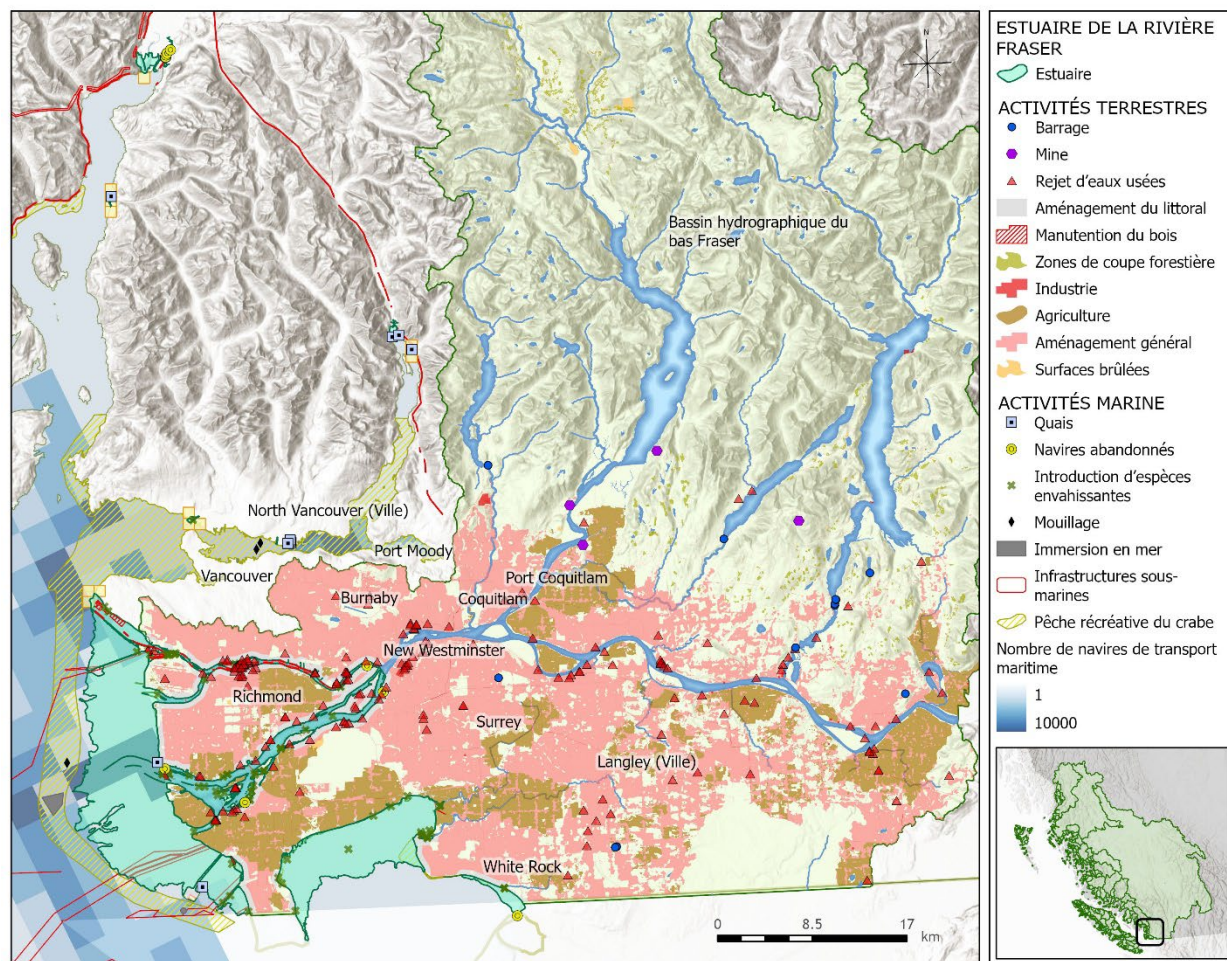 N
Bassin hydrographique du
bas Fraser
North Vancouver (Ville)
Port Moody
Vancouver
Port Coquitlam
Burnaby
Coquitlam
New Westminster
Richmond
Surrey
Langley (Ville)
White Rock
0 8.5 17
km
ESTUAIRE DE LA RIVIÈRE
FRASER
Estuaire
ACTIVITÉS TERRESTRES
Barrage
Mine
Rejet d'eaux usées
Aménagement du littoral
Manutention du bois
Zones de coupe forestière
Industrie
Agriculture
Aménagement général
Surfaces brûlées
ACTIVITÉS MARINE
Quais
Navires abandonnés
Introduction d'espèces
envahissantes
Mouillage
Immersion en mer
Infrastructures sous-
marines
Pêche récréative du crabe
Nombre de navires de transport
maritime
1
10000